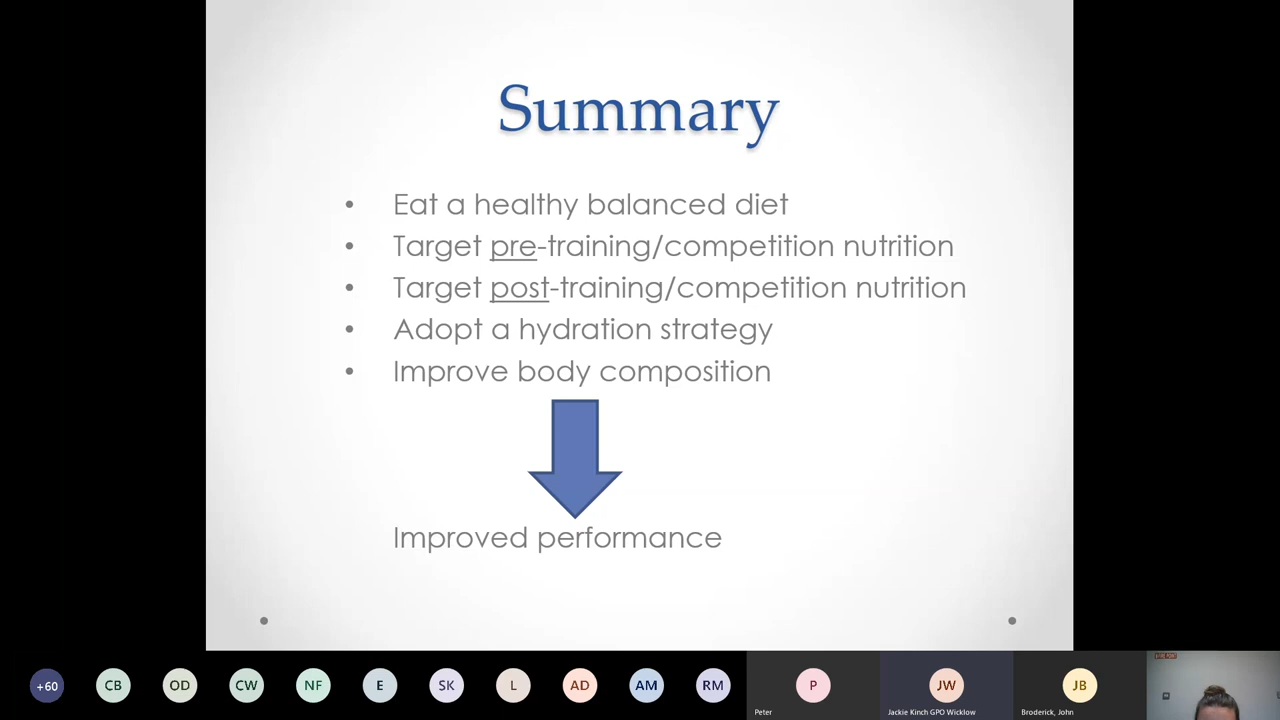 Summary
• Eat a healthy balanced diet
• Target pre-training/competition nutrition
• Target post-training/competition nutrition
• Adopt a hydration strategy
• Improve body composition
Improved performance
+60
CB
OD
CW
NF
E
SK
L
AD
AM
RM
P
Peter
JW
Jackie Kinch GPO Wicklow
JB
Broderick, John